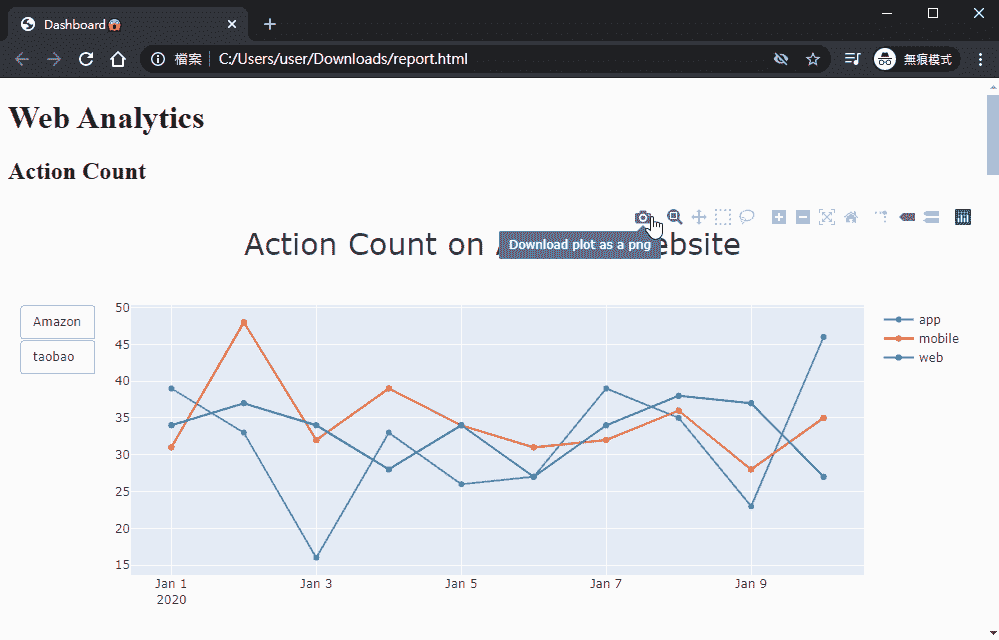 Dashboard😱
檔案 C:/Users/user/Downloads/report.html 無痕模式
Web Analytics
Action Count
Action Count on A ebsite
Download plot as a png
Amazon
taobao
50
45
40
35
30
25
20
15
Jan 1 Jan 3 Jan 5 Jan 7 Jan 9
2020
app
mobile
web